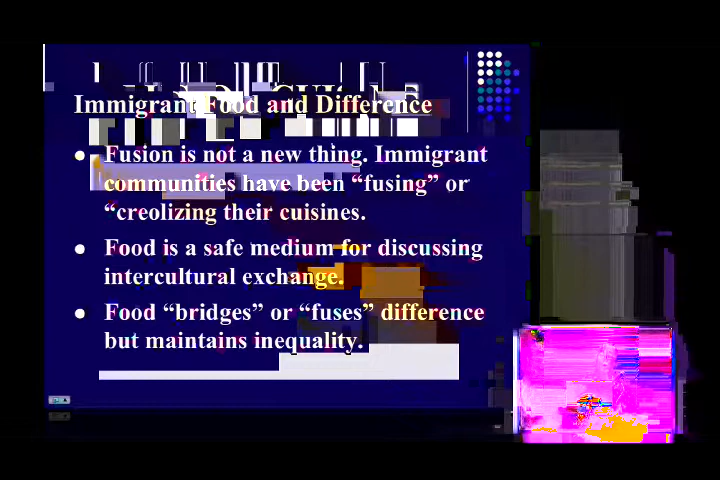 Immigrant Food and Difference
Fusion is not a new thing. Immigrant
communities have been “fusing” or
“creolizing their cuisines.
Food is a safe medium for discussing
intercultural exchange.
Food “bridges” or “fuses” difference
but maintains inequality.